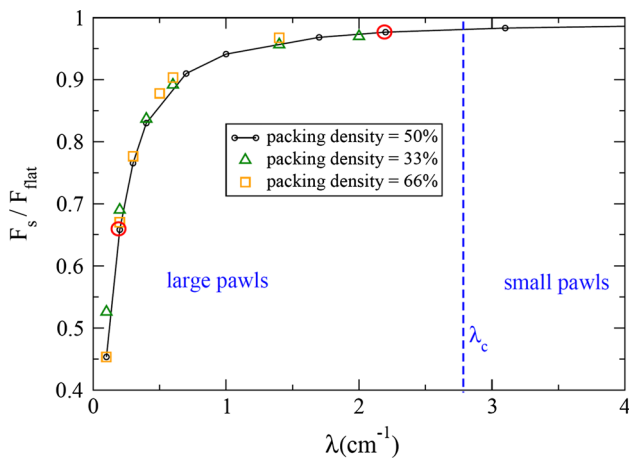 1
0.9
0.8
0.7
0.6
0.5
0.4
F_s / F_flat
packing density = 50%
packing density = 33%
packing density = 66%
large pawls
small pawls
λ_c
0 1 2 3 4
λ(cm⁻¹)